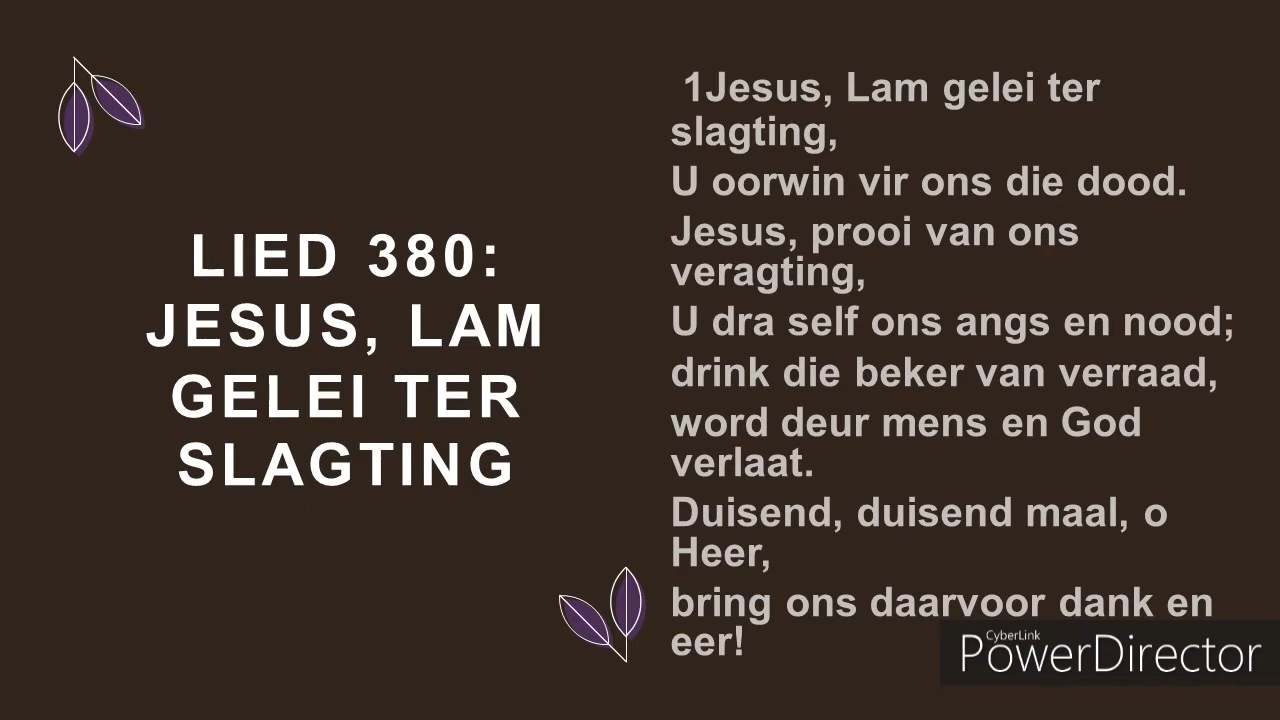 LIED 380:
JESUS, LAM
GELEI TER
SLAGTING
1Jesus, Lam gelei ter
slagting,
U oorwin vir ons die dood.
Jesus, prooi van ons
veragting,
U dra self ons angs en nood;
drink die beker van verraad,
word deur mens en God
verlaat.
Duisend, duisend maal, o
Heer,
bring ons daarvoor dank en
eer!
CyberLink
PowerDirector